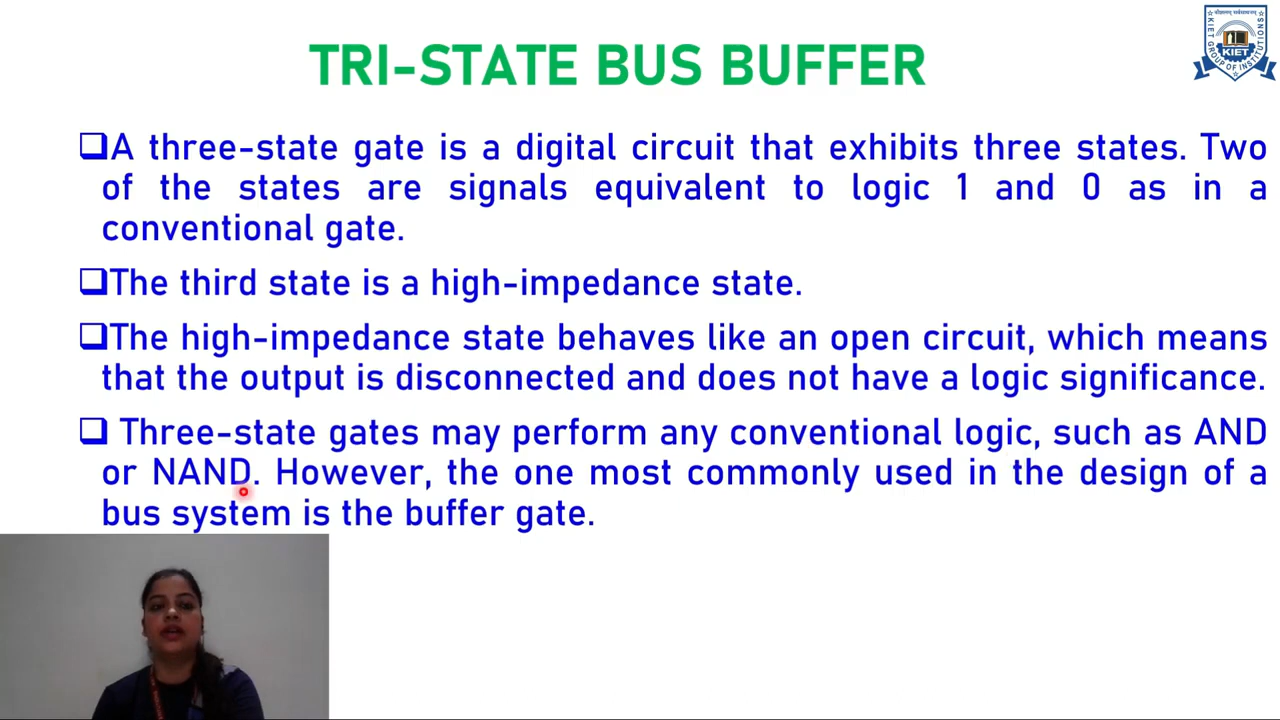 TRI-STATE BUS BUFFER
❑A three-state gate is a digital circuit that exhibits three states. Two
of the states are signals equivalent to logic 1 and 0 as in a
conventional gate.
❑The third state is a high-impedance state.
❑The high-impedance state behaves like an open circuit, which means
that the output is disconnected and does not have a logic significance.
❑ Three-state gates may perform any conventional logic, such as AND
or NAND. However, the one most commonly used in the design of a
bus system is the buffer gate.
KIET
KIET GROUP OF INSTITUTIONS